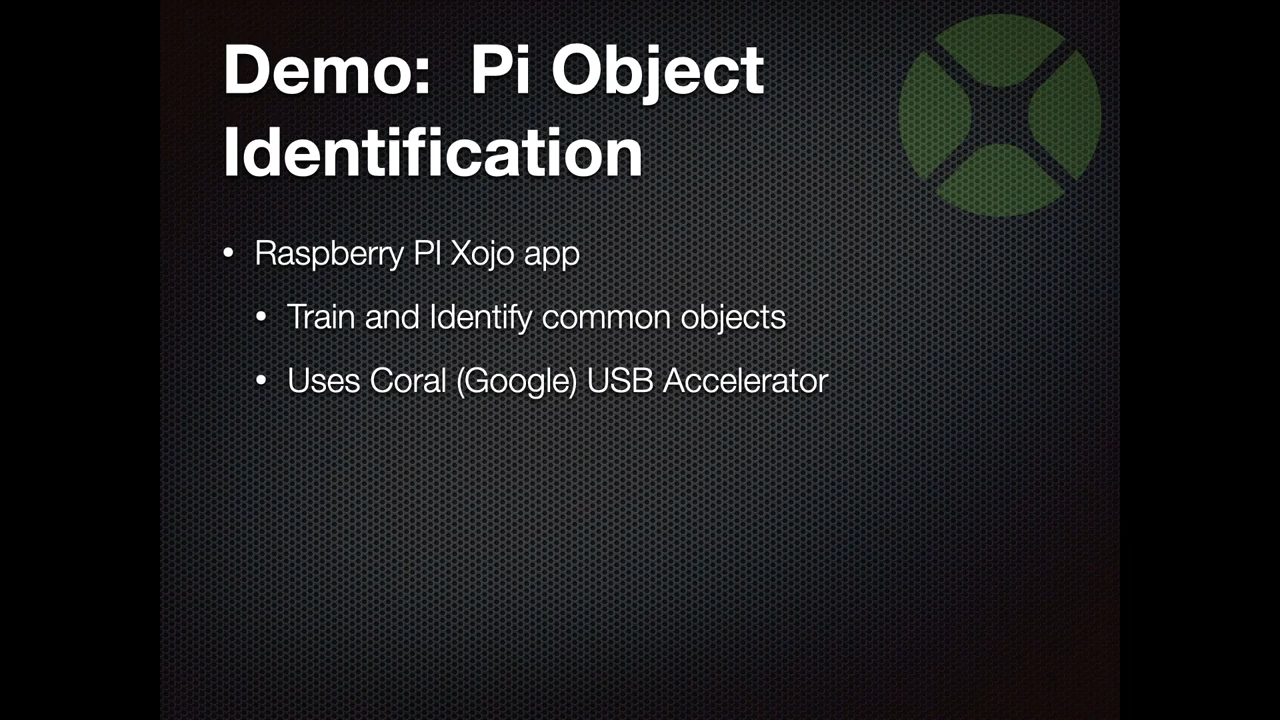 Demo:  Pi Object
Identification
• Raspberry PI Xojo app
• Train and Identify common objects
• Uses Coral (Google) USB Accelerator